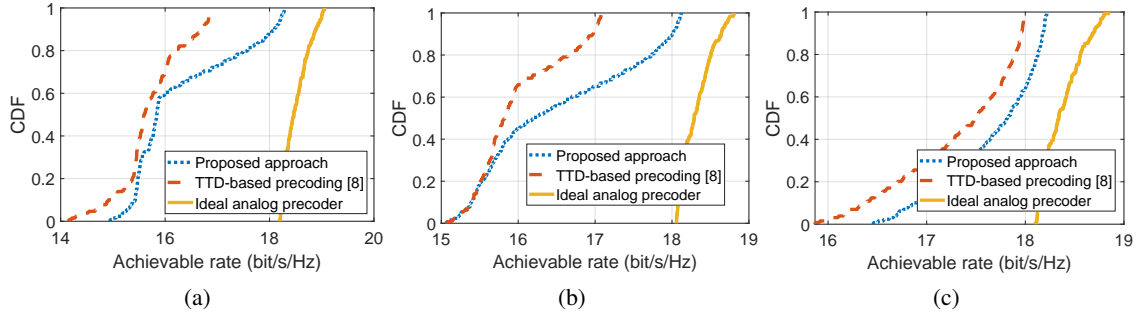 1
0.8
0.6
0.4
0.2
0
CDF
14 16 18 20
Achievable rate (bit/s/Hz)
Proposed approach
TTD-based precoding [8]
Ideal analog precoder
(a)
1
0.8
0.6
0.4
0.2
0
CDF
15 16 17 18 19
Achievable rate (bit/s/Hz)
Proposed approach
TTD-based precoding [8]
Ideal analog precoder
(b)
1
0.8
0.6
0.4
0.2
0
CDF
16 17 18 19
Achievable rate (bit/s/Hz)
Proposed approach
TTD-based precoding [8]
Ideal analog precoder
(c)